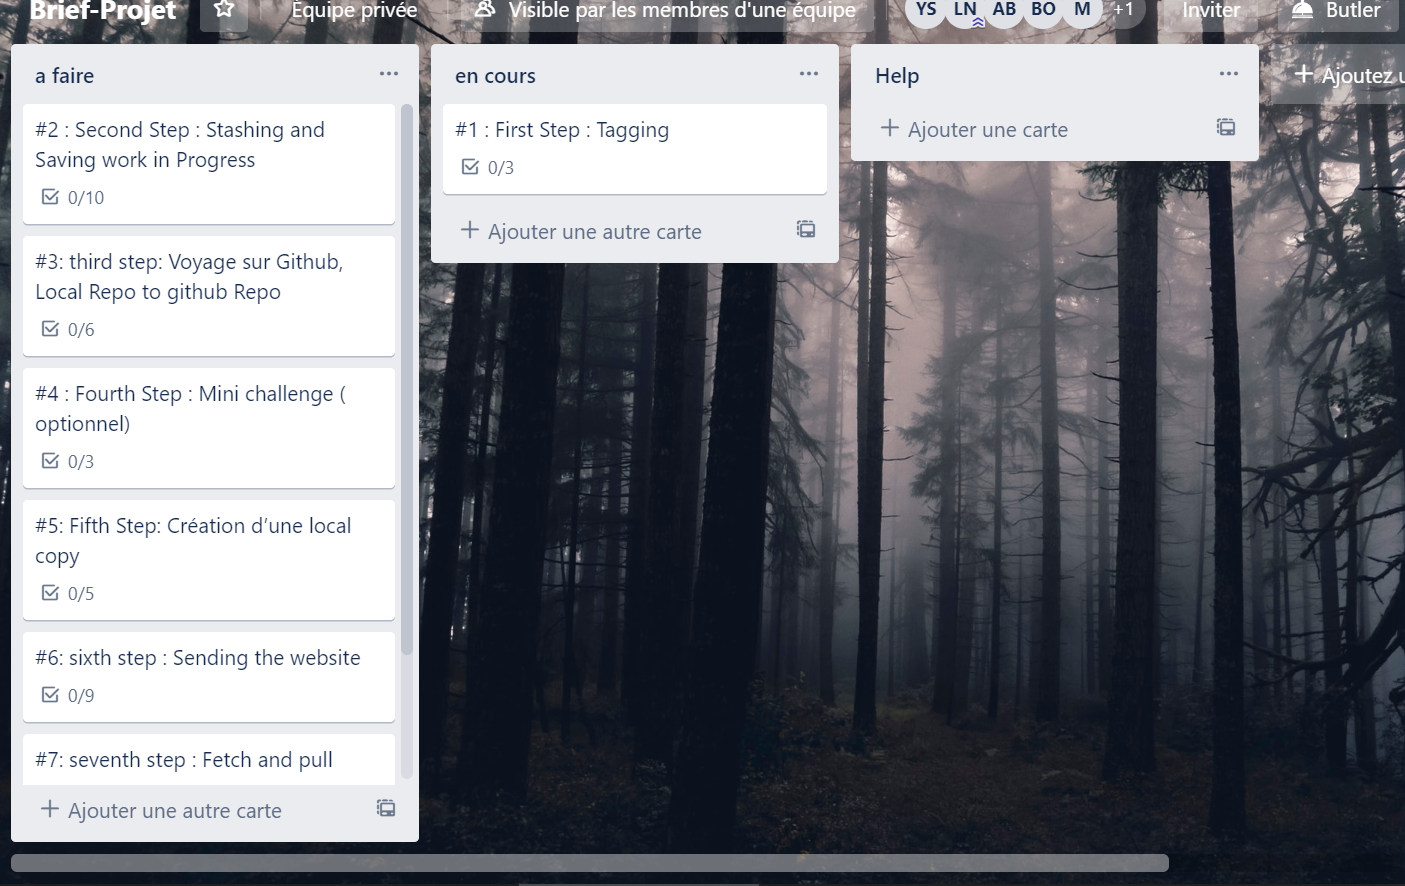 Brief-Projet
Équipe privée
Visible par les membres d'une équipe
YS LN AB BO M +1
Inviter
Butler
a faire
#2 : Second Step : Stashing and
Saving work in Progress
0/10
#3: third step: Voyage sur Github,
Local Repo to github Repo
0/6
#4 : Fourth Step : Mini challenge (
optionnel)
0/3
#5: Fifth Step: Création d’une local
copy
0/5
#6: sixth step : Sending the website
0/9
#7: seventh step : Fetch and pull
Ajouter une autre carte
en cours
#1 : First Step : Tagging
0/3
Ajouter une autre carte
Help
Ajouter une carte
Ajoutez